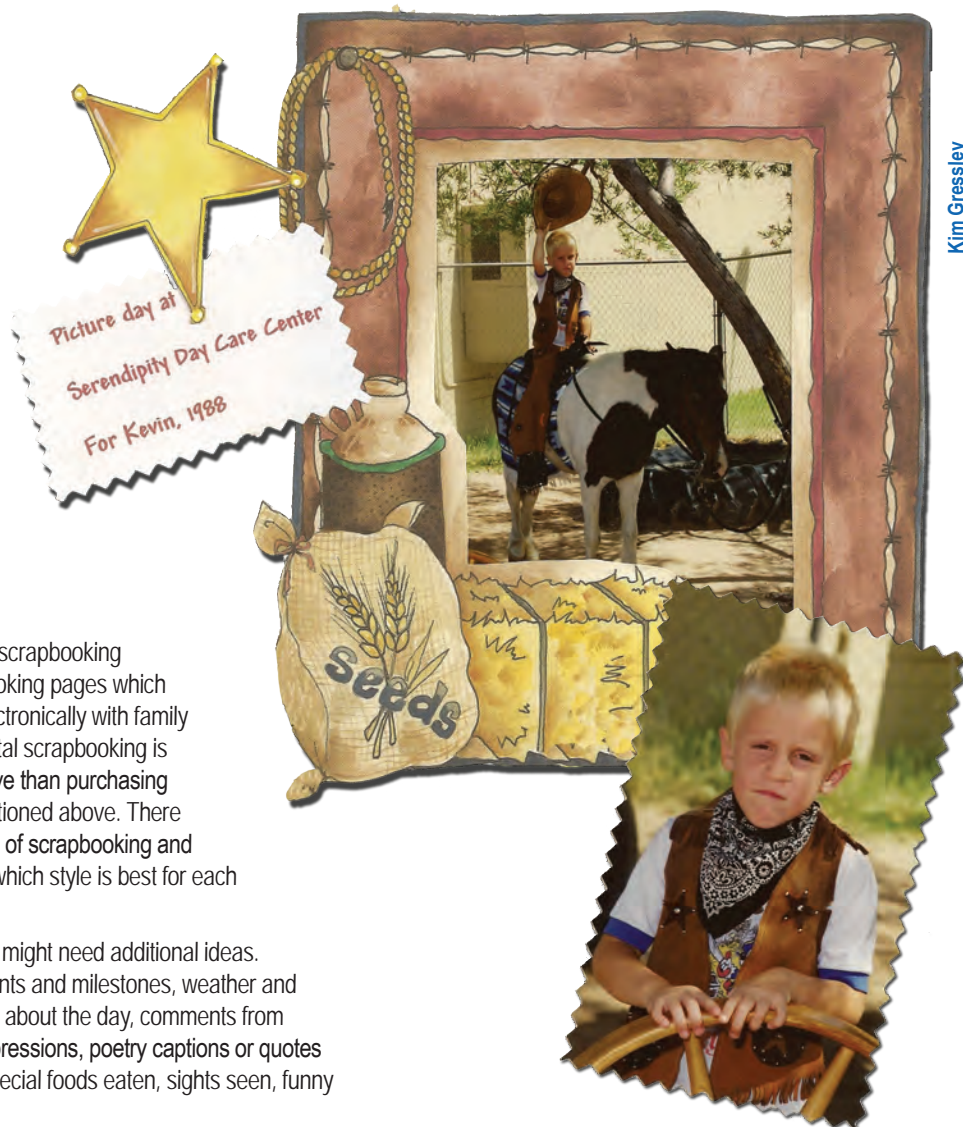 Kim Gressley
Picture day at
Serendipity Day Care Center
For Kevin, 1988
seeds
scrapbooking
oking pages which
ctronically with family
tal scrapbooking is
ve than purchasing
tioned above. There
of scrapbooking and
which style is best for each
might need additional ideas.
nts and milestones, weather and
about the day, comments from
pressions, poetry captions or quotes
ecial foods eaten, sights seen, funny